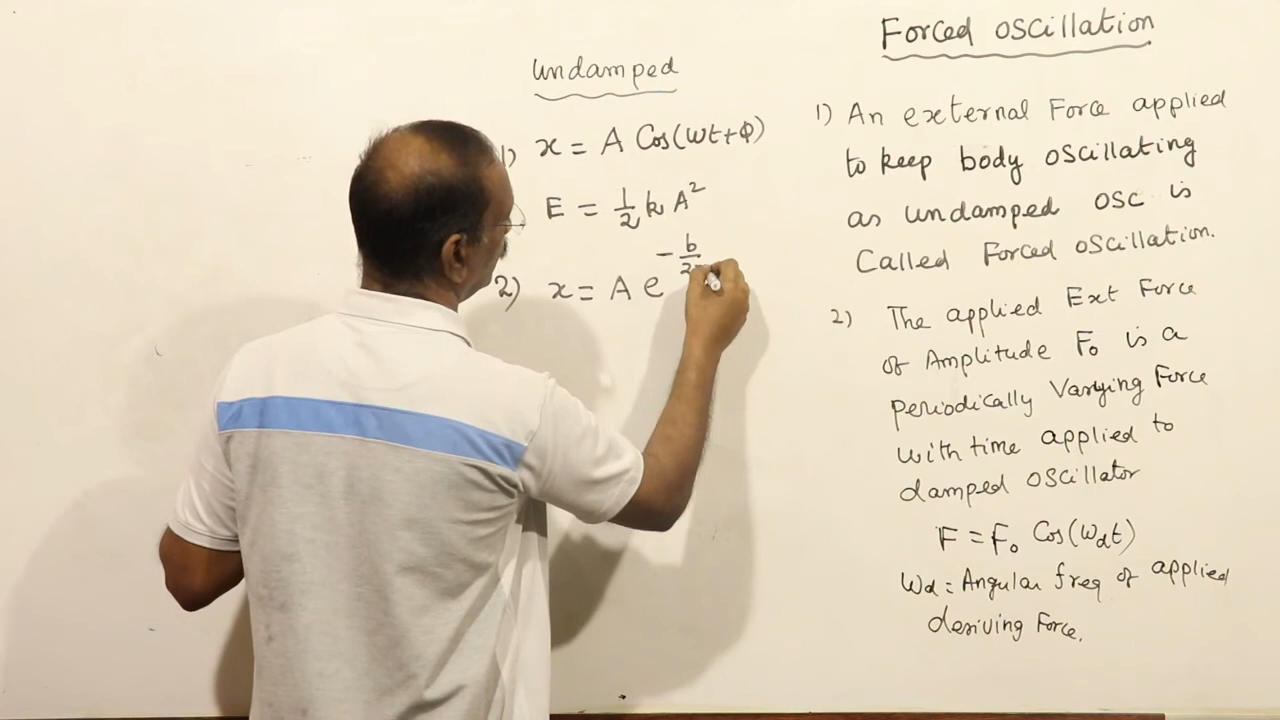 undamped
1) x = A Cos(ωt+φ)
E = 1/2 k A²
2) x = A e^-b/2
Forced oscillation
1) An external Force applied
to keep body oscillating
as undamped osc is
Called Forced oscillation.
2) The applied Ext Force
of Amplitude F₀ is a
periodically Varying Force
with time applied to
damped oscillator
F = F₀ Cos(ωdt)
ωd = Angular freq of applied
deriving Force.